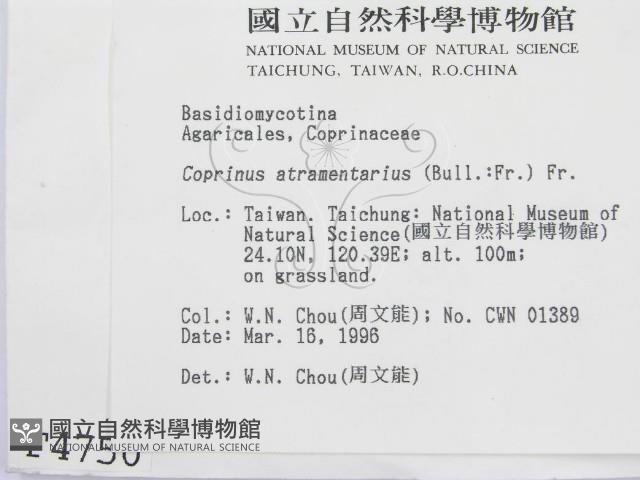 國立自然科學博物館
NATIONAL MUSEUM OF NATURAL SCIENCE
TAICHUNG, TAIWAN, R.O.CHINA
Basidiomycotina
Agaricales, Coprinaceae
Coprinus atramentarius (Bull.:Fr.) Fr.
Loc.: Taiwan. Taichung: National Museum of
Natural Science(國立自然科學博物館)
24.10N, 120.39E; alt. 100m;
on grassland.
Col.: W.N. Chou(周文能); No. CWN 01389
Date: Mar. 16, 1996
Det.: W.N. Chou(周文能)
國立自然科學博物館
NATIONAL MUSEUM OF NATURAL SCIENCE
F4750